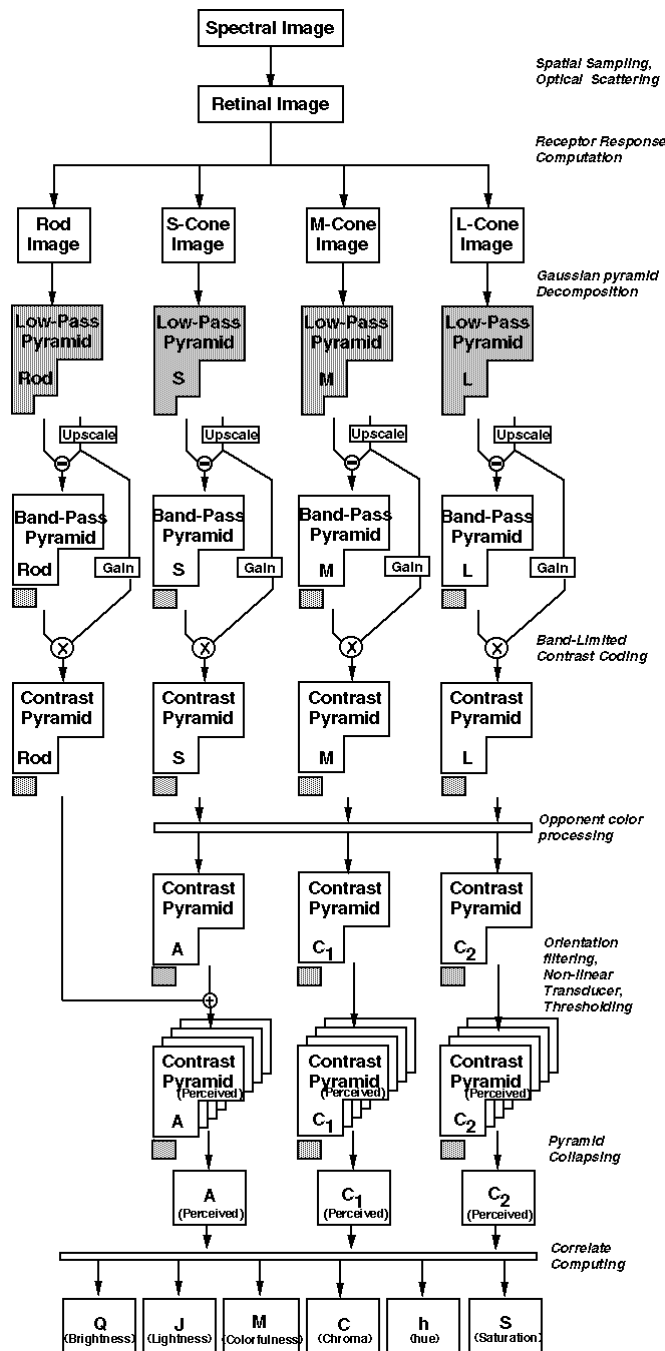 Spectral Image
Spatial Sampling,
Optical Scattering
Retinal Image
Receptor Response
Computation
Rod
Image
S-Cone
Image
M-Cone
Image
L-Cone
Image
Gaussian pyramid
Decomposition
Low-Pass
Pyramid
Rod
Low-Pass
Pyramid
S
Low-Pass
Pyramid
M
Low-Pass
Pyramid
L
Upscale
Upscale
Upscale
Upscale
Band-Pass
Pyramid
Rod
Band-Pass
Pyramid
S
Band-Pass
Pyramid
M
Band-Pass
Pyramid
L
Gain
Gain
Gain
Gain
X
X
X
X
Band-Limited
Contrast Coding
Contrast
Pyramid
Rod
Contrast
Pyramid
S
Contrast
Pyramid
M
Contrast
Pyramid
L
Opponent color
processing
Contrast
Pyramid
A
Contrast
Pyramid
C1
Contrast
Pyramid
C2
Orientation
filtering,
Non-linear
Transducer,
Thresholding
Contrast
Pyramid
(Perceived)
A
Contrast
Pyramid
(Perceived)
C1
Contrast
Pyramid
(Perceived)
C2
Pyramid
Collapsing
A
(Perceived)
C1
(Perceived)
C2
(Perceived)
Correlate
Computing
Q
(Brightness)
J
(Lightness)
M
(Colorfulness)
C
(Chroma)
h
(hue)
S
(Saturation)